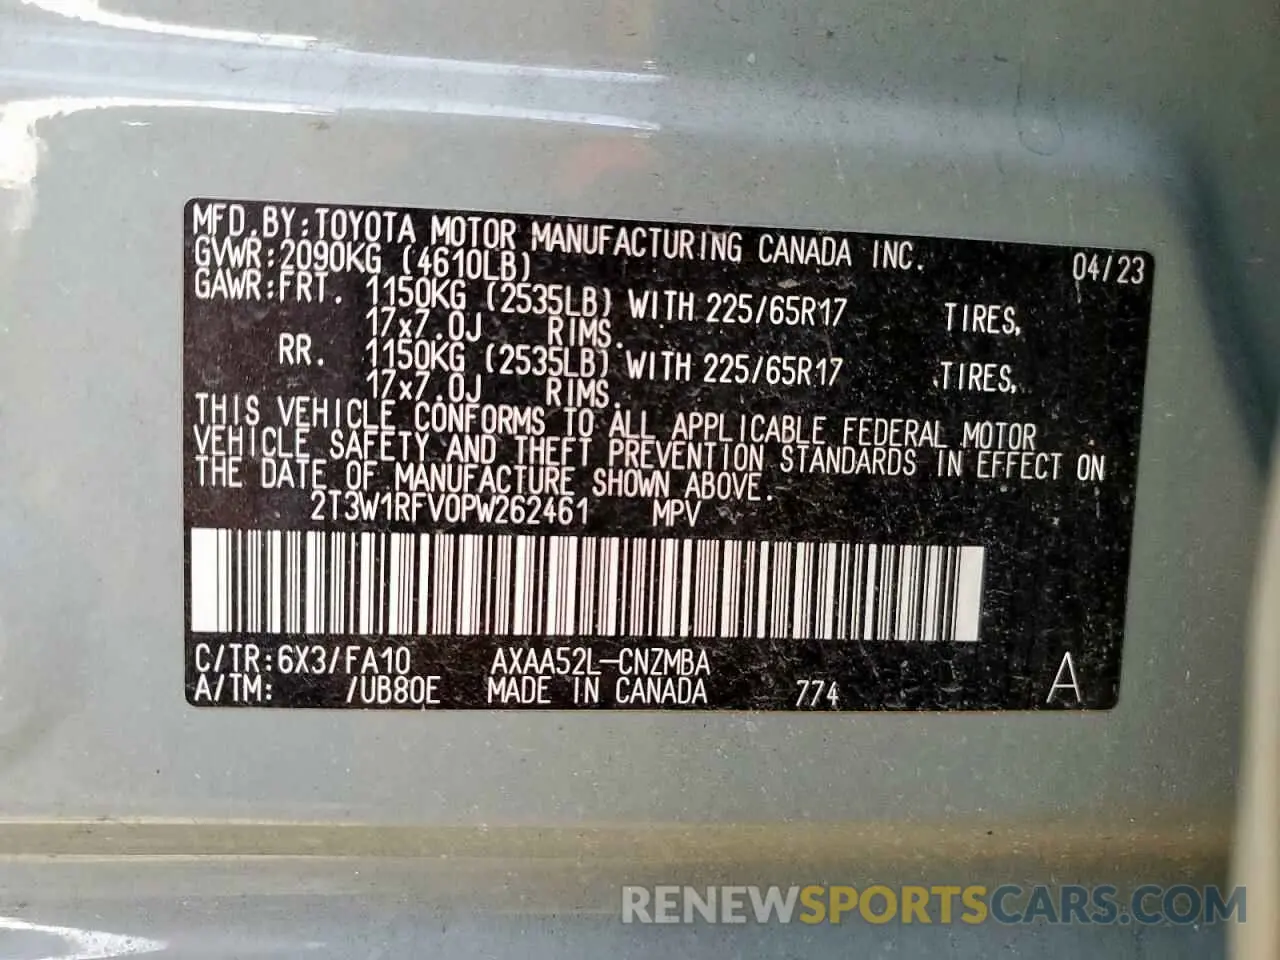 MFD.BY:TOYOTA MOTOR MANUFACTURING CANADA INC. 04/23
GVWR:2090KG (4610LB)
GAWR:FRT. 1150KG (2535LB) WITH 225/65R17 TIRES,
17x7.0J RIMS.
RR. 1150KG (2535LB) WITH 225/65R17 TIRES,
17x7.0J RIMS.
THIS VEHICLE CONFORMS TO ALL APPLICABLE FEDERAL MOTOR
VEHICLE SAFETY AND THEFT PREVENTION STANDARDS IN EFFECT ON
THE DATE OF MANUFACTURE SHOWN ABOVE.
2T3W1RFV0PW262461 MPV
C/TR:6X3/FA10 AXAA52L-CNZMBA
A/TM: /UB80E MADE IN CANADA 774 A
RENEWSPORTSCARS.COM